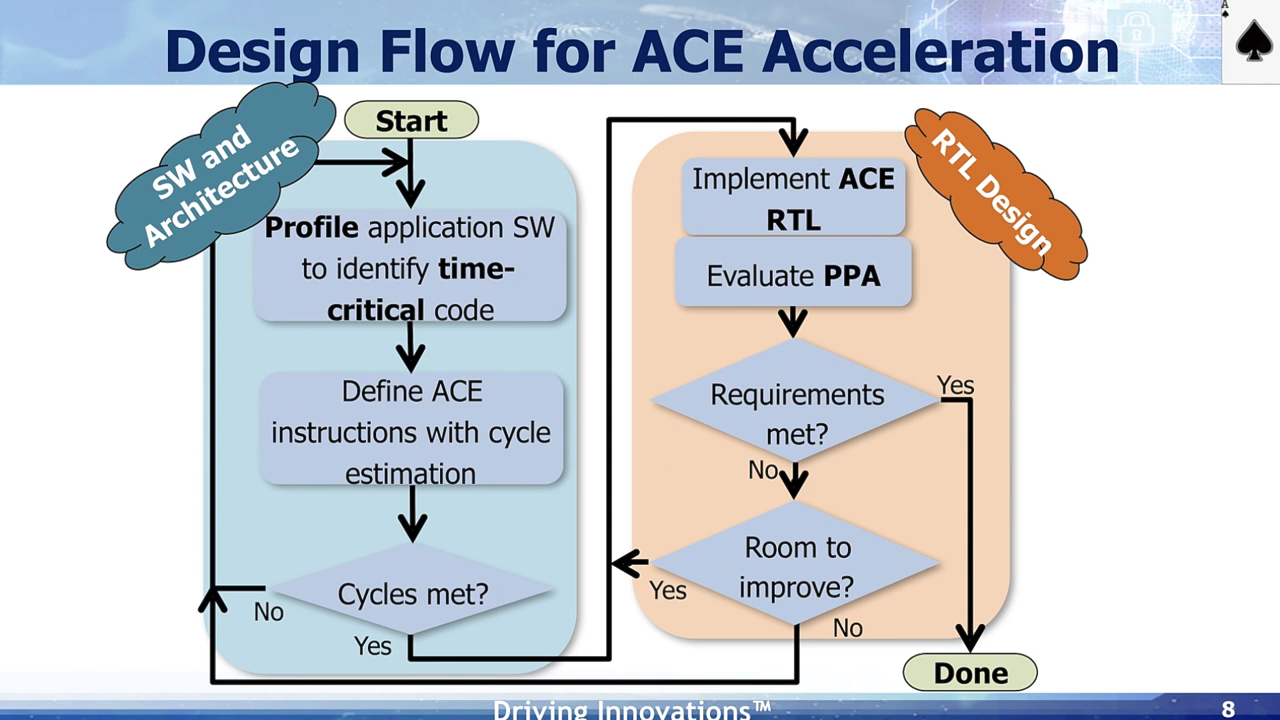 Design Flow for ACE Acceleration
A
SW and
Architecture
Start
Profile application SW
to identify time-
critical code
Define ACE
instructions with cycle
estimation
Cycles met?
No
Yes
RTL Design
Implement ACE
RTL
Evaluate PPA
Requirements
met?
Yes
No
Room to
improve?
Yes
No
Done
Driving Innovations™
8